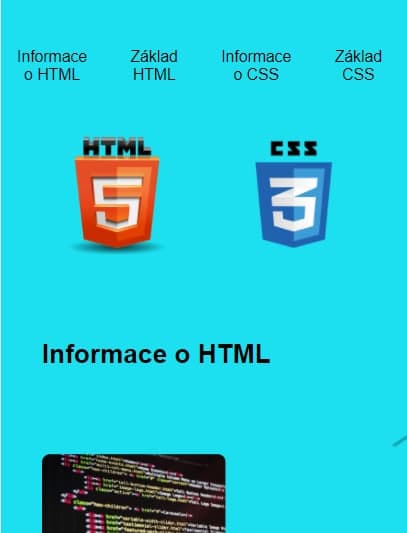 Informace
o HTML
Základ
HTML
Informace
o CSS
Základ
CSS
HTML
5
CSS
3
Informace o HTML